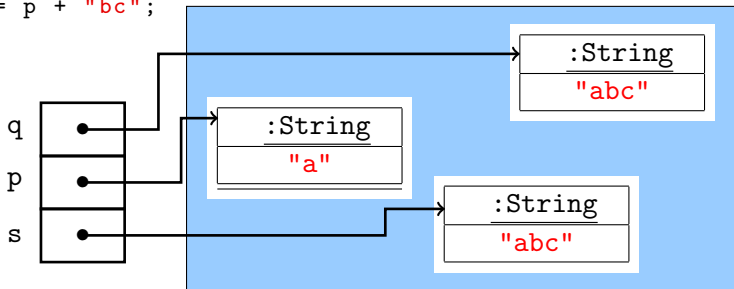 = p + "bc";
:String
"abc"
q
:String
"a"
p
:String
s
"abc"